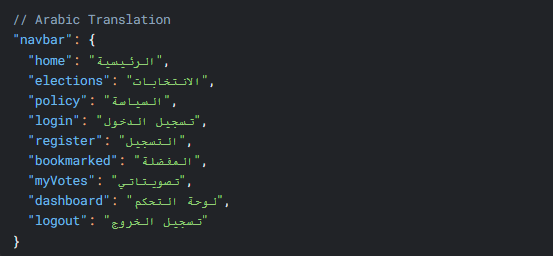 // Arabic Translation
"navbar": {
"home": "الرئيسية",
"elections": "الانتخابات",
"policy": "السياسة",
"login": "تسجيل الدخول",
"register": "التسجيل",
"bookmarked": "المفضلة",
"myVotes": "تصويتاتي",
"dashboard": "لوحة التحكم",
"logout": "تسجيل الخروج"
}